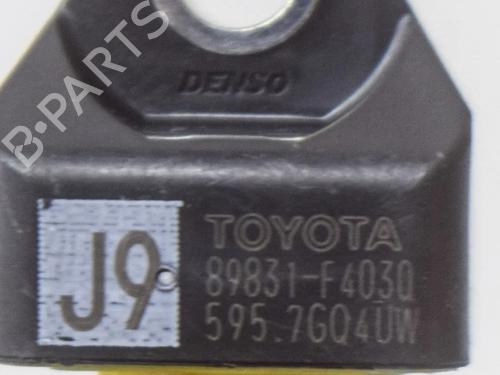 B-PARTS
DENSO
J9
TOYOTA
89831-F4030
595.7GQ4UW